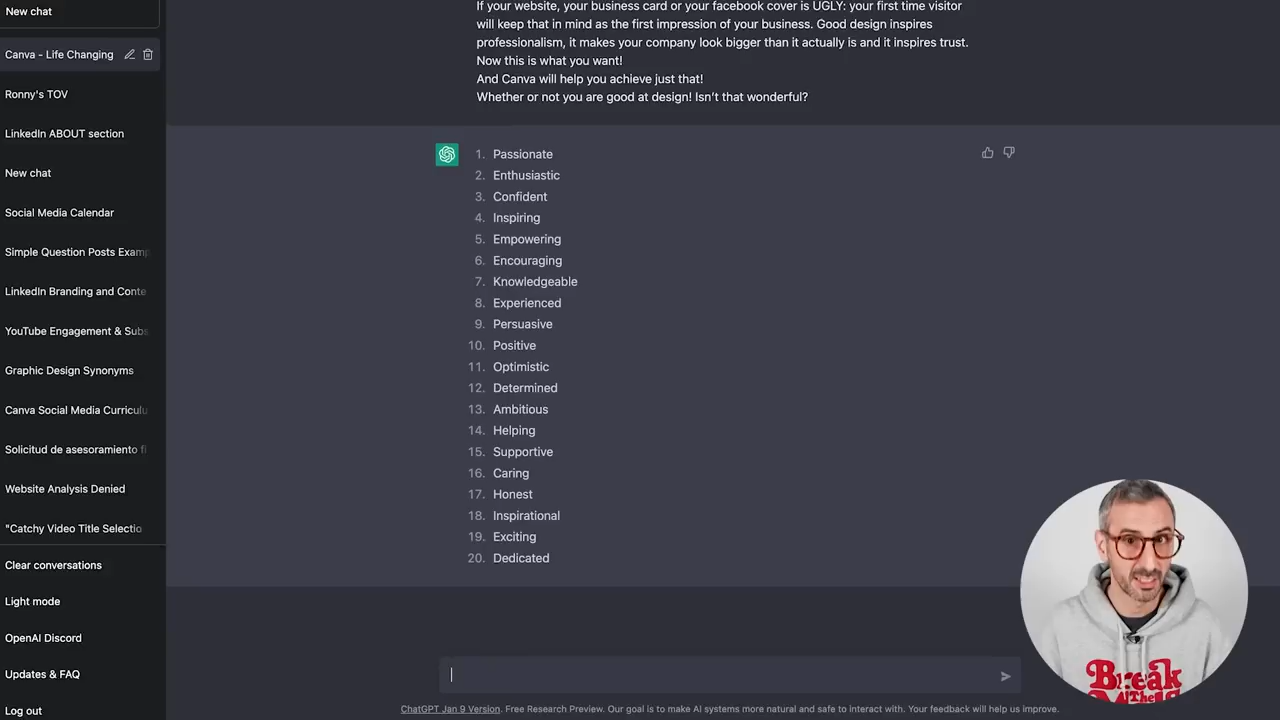 New chat
Canva - Life Changing
Ronny's TOV
LinkedIn ABOUT section
New chat
Social Media Calendar
Simple Question Posts Examp
LinkedIn Branding and Conte
YouTube Engagement & Subs
Graphic Design Synonyms
Canva Social Media Curriculu
Solicitud de asesoramiento fi
Website Analysis Denied
"Catchy Video Title Selectio
Clear conversations
Light mode
OpenAI Discord
Updates & FAQ
Log out
If your website, your business card or your facebook cover is UGLY: your first time visitor
will keep that in mind as the first impression of your business. Good design inspires
professionalism, it makes your company look bigger than it actually is and it inspires trust.
Now this is what you want!
And Canva will help you achieve just that!
Whether or not you are good at design! Isn't that wonderful?
1. Passionate
2. Enthusiastic
3. Confident
4. Inspiring
5. Empowering
6. Encouraging
7. Knowledgeable
8. Experienced
9. Persuasive
10. Positive
11. Optimistic
12. Determined
13. Ambitious
14. Helping
15. Supportive
16. Caring
17. Honest
18. Inspirational
19. Exciting
20. Dedicated
ChatGPT Jan 9 Version. Free Research Preview. Our goal is to make AI systems more natural and safe to interact with. Your feedback will help us improve.
Break
The